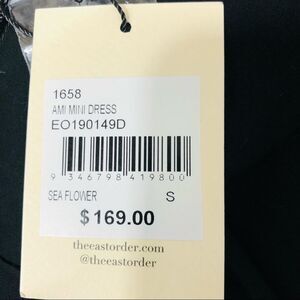 1658
AMI MINI DRESS
EO190149D
9 346798 419800
SEA FLOWER S
$169.00
theeastorder.com
@theeastorder